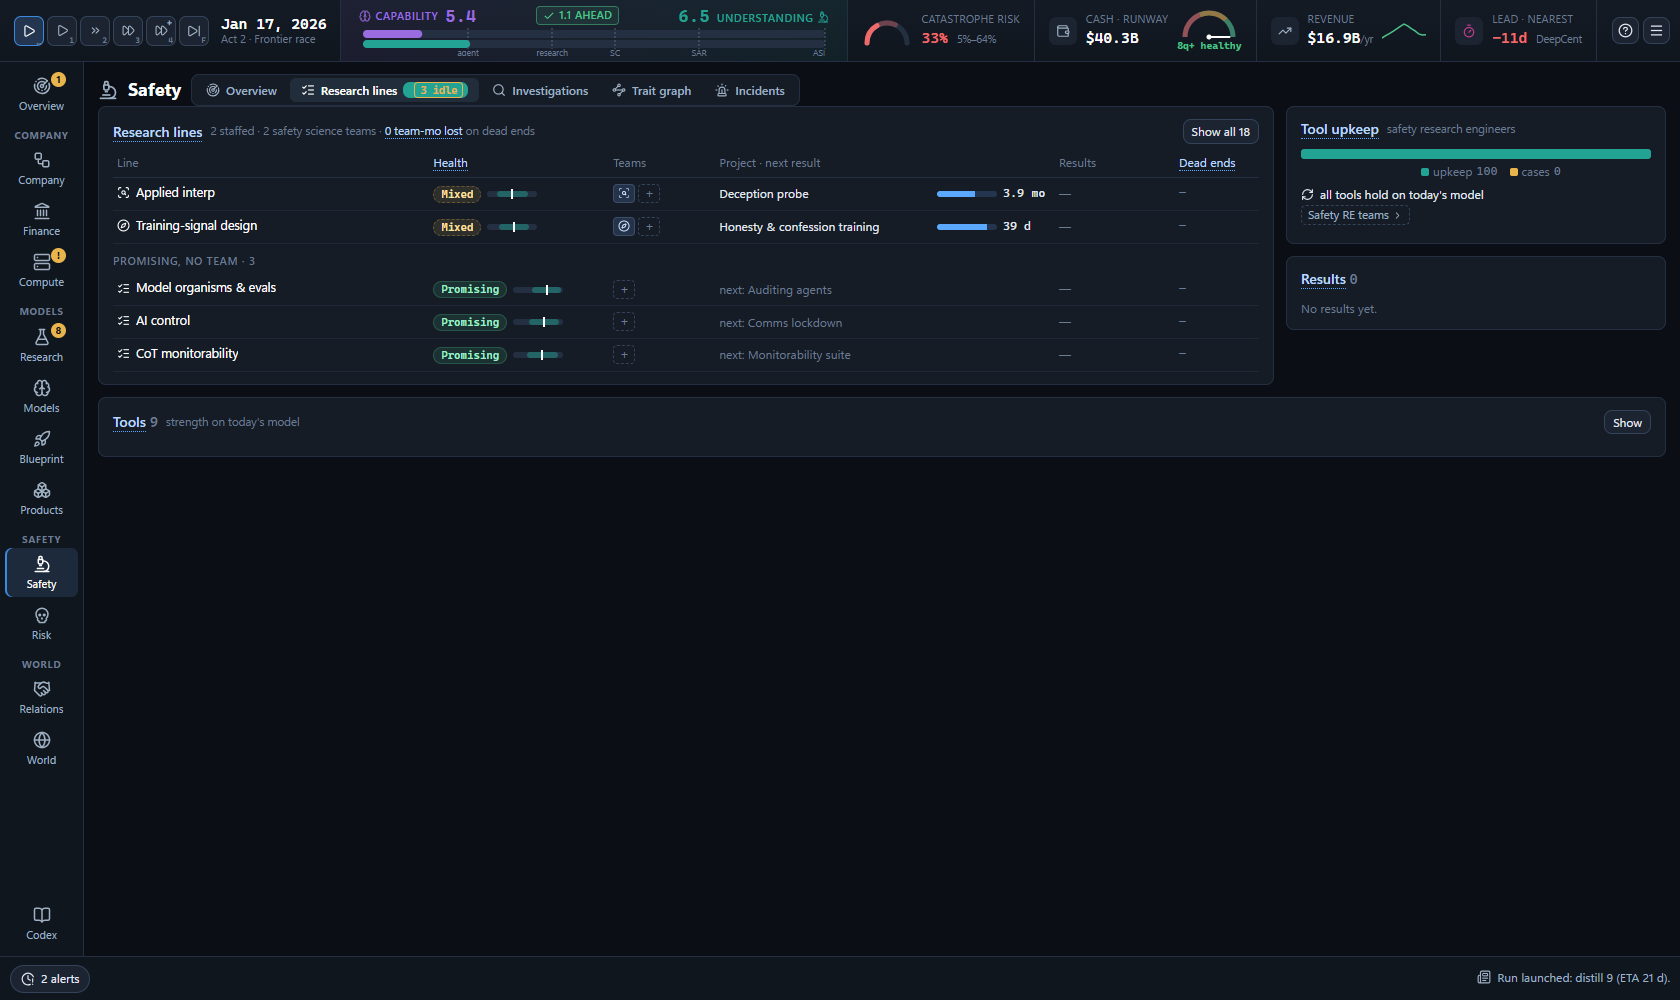 1
2
3
4
F
Jan 17, 2026
Act 2 · Frontier race
CAPABILITY 5.4
1.1 AHEAD
6.5 UNDERSTANDING
agent
research
SC
SAR
ASI
CATASTROPHE RISK
33% 5%–64%
CASH · RUNWAY
$40.3B
8q+ healthy
REVENUE
$16.9B/yr
LEAD · NEAREST
−11d DeepCent
1
Overview
COMPANY
Company
Finance
!
Compute
MODELS
8
Research
Models
Blueprint
Products
SAFETY
Safety
Risk
WORLD
Relations
World
Codex
Safety
Overview
Research lines 3 idle
Investigations
Trait graph
Incidents
Research lines 2 staffed · 2 safety science teams · 0 team-mo lost on dead ends
Show all 18
Line Health Teams Project · next result Results Dead ends
Applied interp Mixed + Deception probe 3.9 mo — –
Training-signal design Mixed + Honesty & confession training 39 d — –
PROMISING, NO TEAM · 3
Model organisms & evals Promising + next: Auditing agents — –
AI control Promising + next: Comms lockdown — –
CoT monitorability Promising + next: Monitorability suite — –
Tool upkeep safety research engineers
upkeep 100 cases 0
all tools hold on today's model
Safety RE teams ›
Results 0
No results yet.
Tools 9 strength on today's model
Show
2 alerts
Run launched: distill 9 (ETA 21 d).